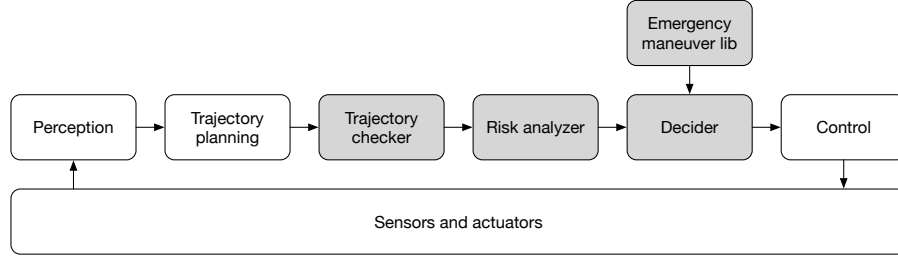 Emergency
maneuver lib
Perception
Trajectory
planning
Trajectory
checker
Risk analyzer
Decider
Control
Sensors and actuators